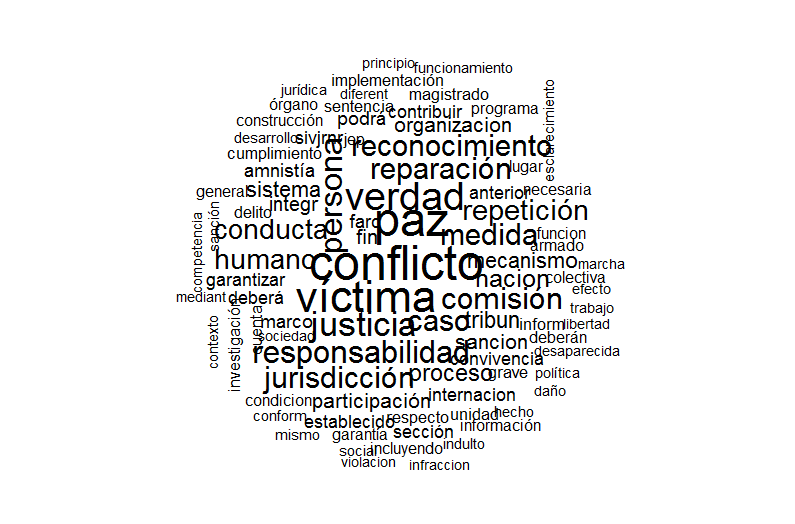 principio funcionamiento
implementación
jurídica diferent magistrado
órgano sentencia contribuir programa
construcción podrá organizacion esclarecimiento
desarrollo sivjrnr jep reconocimiento
cumplimiento persona
amnistía reparación lugar
general sistema verdad anterior necesaria
sanción delito integr farc paz repetición
competencia conducta fin medida funcion
armado
humano conflicto mecanismo marcha
garantizar nacion colectiva
mediant deberá víctima comisión efecto
contexto investigación cuenta marco justicia caso tribun inform libertad trabajo
sociedad sancion deberán
responsabilidad convivencia desaparecida
jurisdicción proceso grave política
condicion participación internacion daño
conform establecido respecto unidad hecho
mismo garantía sección información
social incluyendo indulto
violacion infraccion